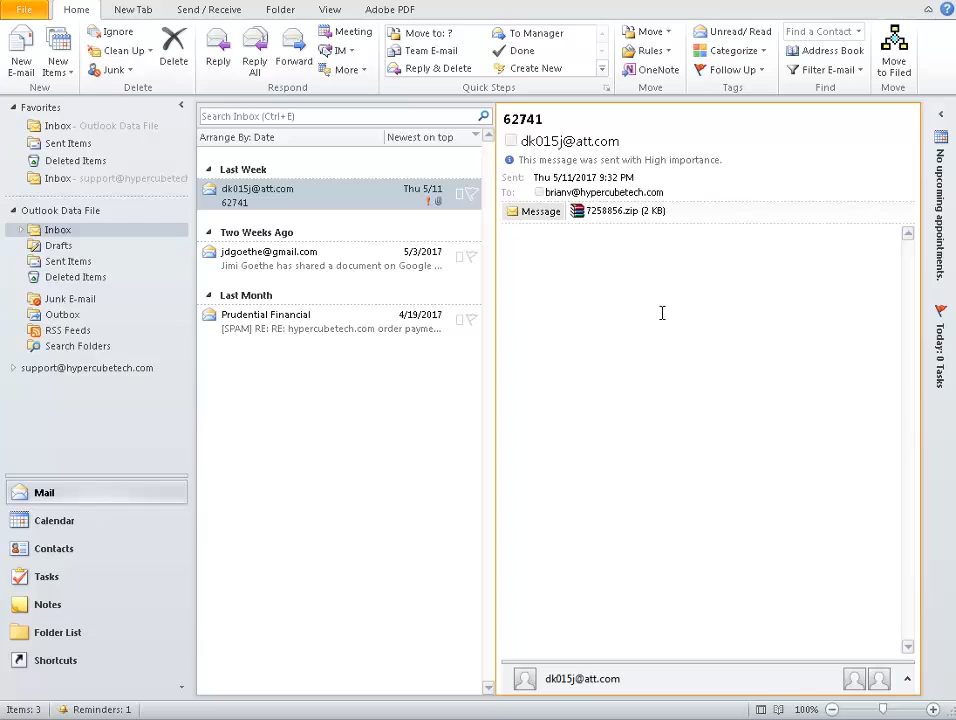 File Home New Tab Send / Receive Folder View Adobe PDF
New E-mail
New Items
New
Ignore
Clean Up
Junk
Delete
Delete
Reply
Reply All
Forward
Meeting
IM
More
Respond
Move to: ?
Team E-mail
Reply & Delete
To Manager
Done
Create New
Quick Steps
Move
Rules
OneNote
Move
Unread/ Read
Categorize
Follow Up
Tags
Find a Contact
Address Book
Filter E-mail
Find
Move to Filed
Move
Favorites
Inbox - Outlook Data File
Sent Items
Deleted Items
Inbox - support@hypercubetech
Outlook Data File
Inbox
Drafts
Sent Items
Deleted Items
Junk E-mail
Outbox
RSS Feeds
Search Folders
support@hypercubetech.com
Mail
Calendar
Contacts
Tasks
Notes
Folder List
Shortcuts
Search Inbox (Ctrl+E)
Arrange By: Date Newest on top
Last Week
dk015j@att.com Thu 5/11
62741
Two Weeks Ago
jdgoethe@gmail.com 5/3/2017
Jimi Goethe has shared a document on Google ...
Last Month
Prudential Financial 4/19/2017
[SPAM] RE: RE: hypercubetech.com order payme...
62741
dk015j@att.com
This message was sent with High importance.
Sent: Thu 5/11/2017 9:32 PM
To: brianv@hypercubetech.com
Message 7258856.zip (2 KB)
dk015j@att.com
No upcoming appointments.
Today: 0 Tasks
Items: 3 Reminders: 1 100%